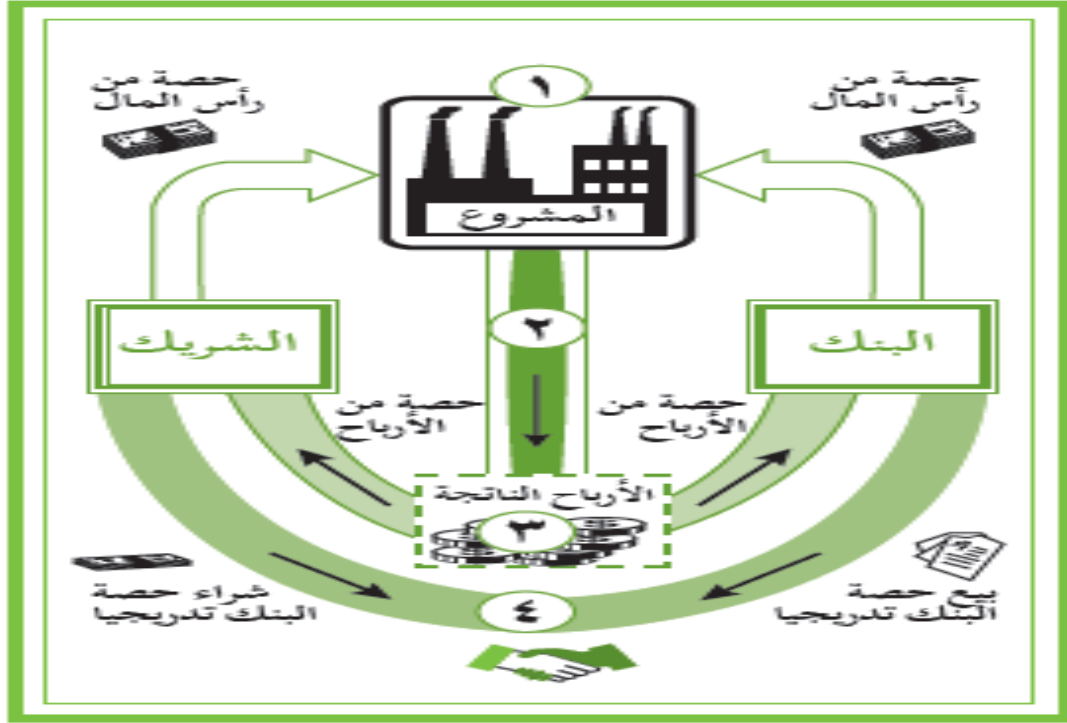 حصة من
رأس المال
١
حصة من
رأس المال
المشروع
البنك
٢
الشريك
حصة من
الأرباح
حصة من
الأرباح
الأرباح الناتجة
٣
بيع حصة
البنك تدريجيا
٤
شراء حصة
البنك تدريجيا